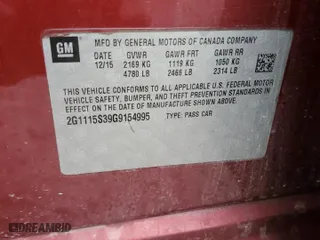 GM
MFD BY GENERAL MOTORS OF CANADA COMPANY
12/15 GVWR GAWR FRT GAWR RR
2169 KG 1119 KG 1050 KG
4780 LB 2466 LB 2314 LB
THIS VEHICLE CONFORMS TO ALL APPLICABLE U.S. FEDERAL MOTOR
VEHICLE SAFETY, BUMPER, AND THEFT PREVENTION STANDARDS
IN EFFECT ON THE DATE OF MANUFACTURE SHOWN ABOVE.
2G1115S39G9154995 TYPE: PASS CAR
DREAMBID